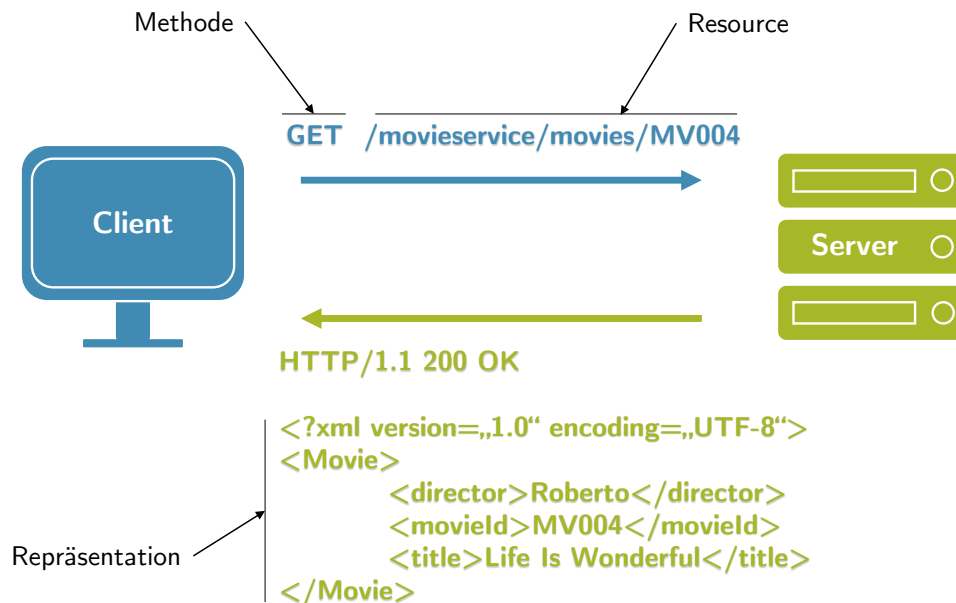 Methode
Resource
GET /movieservice/movies/MV004
Client
Server
HTTP/1.1 200 OK
<?xml version=„1.0“ encoding=„UTF-8“>
<Movie>
<director>Roberto</director>
<movieId>MV004</movieId>
<title>Life Is Wonderful</title>
</Movie>
Repräsentation